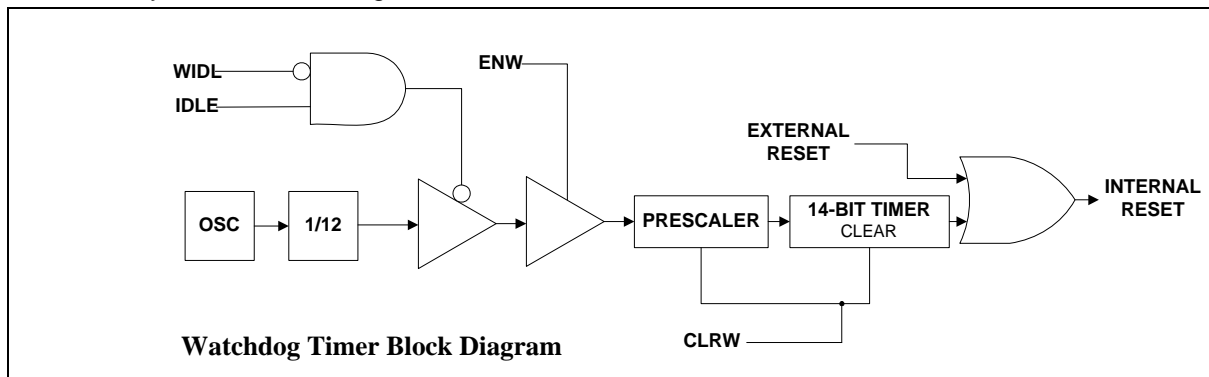 WIDL
IDLE
ENW
EXTERNAL
RESET
INTERNAL
RESET
OSC
1/12
PRESCALER
14-BIT TIMER
CLEAR
CLRW
Watchdog Timer Block Diagram